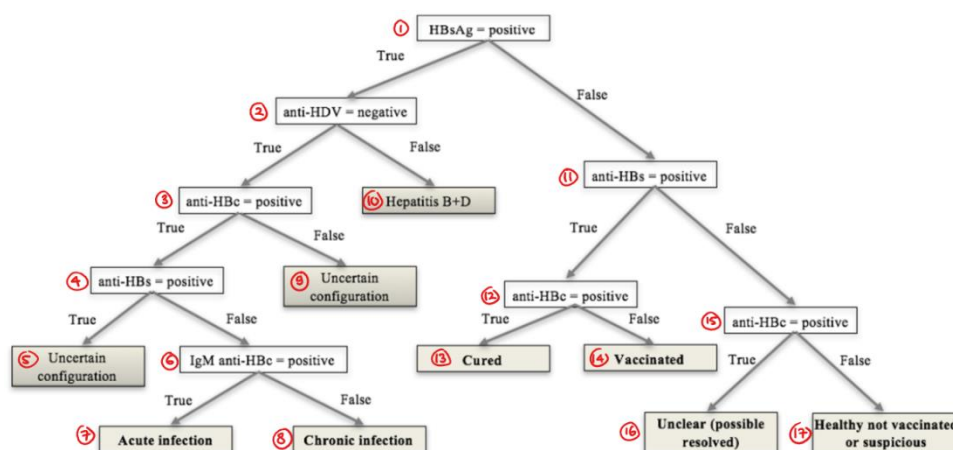 ① HBsAg = positive
True
False
② anti-HDV = negative
True
False
⑪ anti-HBs = positive
③ anti-HBc = positive
⑩ Hepatitis B+D
True
False
True
False
④ anti-HBs = positive
⑨ Uncertain
configuration
⑫ anti-HBc = positive
True
False
True
False
⑮ anti-HBc = positive
⑤ Uncertain
configuration
⑥ IgM anti-HBc = positive
⑬ Cured
⑭ Vaccinated
True
False
True
False
⑦ Acute infection
⑧ Chronic infection
⑯ Unclear (possible
resolved)
⑰ Healthy not vaccinated
or suspicious